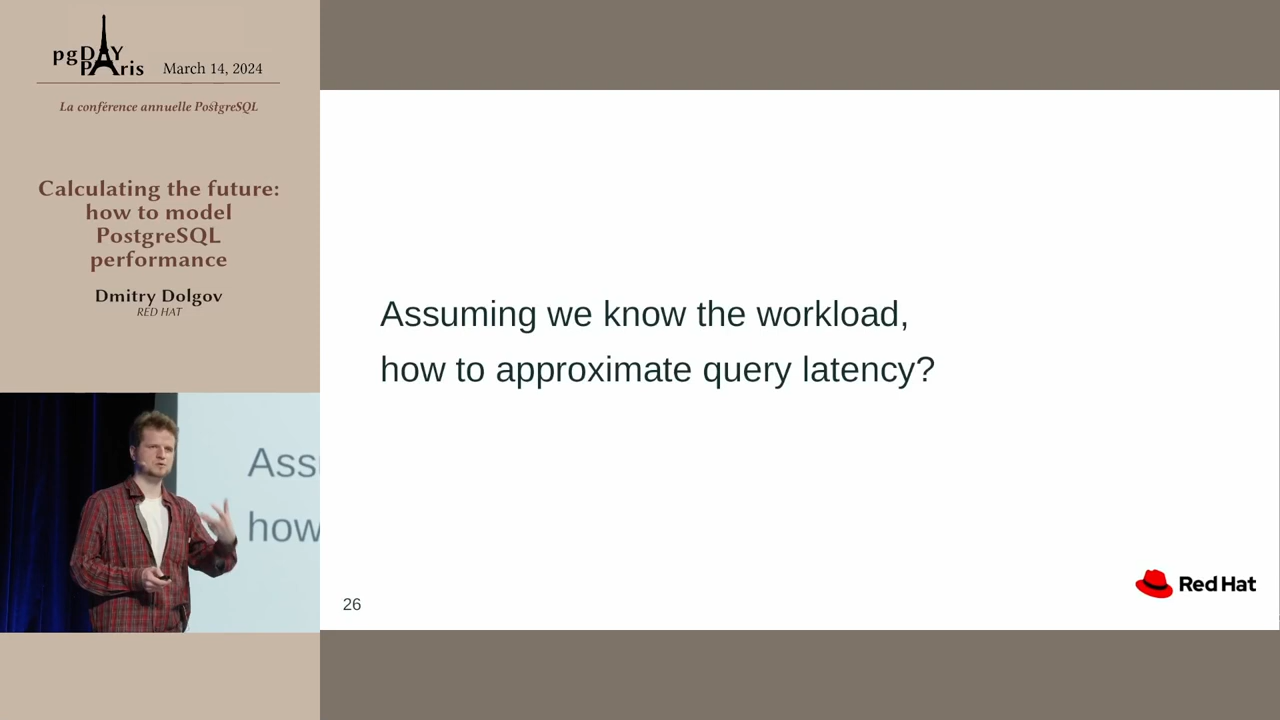 pgDAY
PAris
March 14, 2024
La conférence annuelle PostgreSQL
Calculating the future:
how to model
PostgreSQL
performance
Dmitry Dolgov
RED HAT
Assuming we know the workload,
how to approximate query latency?
Ass
how
26
Red Hat